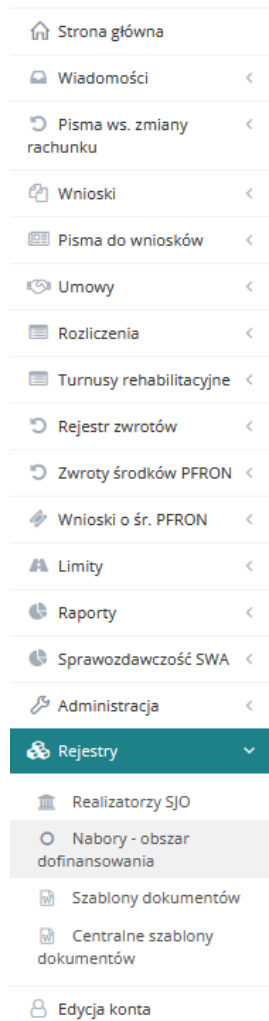 Strona główna
Wiadomości
Pisma ws. zmiany
rachunku
Wnioski
Pisma do wniosków
Umowy
Rozliczenia
Turnusy rehabilitacyjne
Rejestr zwrotów
Zwroty środków PFRON
Wnioski o śr. PFRON
Limity
Raporty
Sprawozdawczość SWA
Administracja
Rejestry
Realizatorzy SJO
Nabory - obszar
dofinansowania
Szablony dokumentów
Centralne szablony
dokumentów
Edycja konta